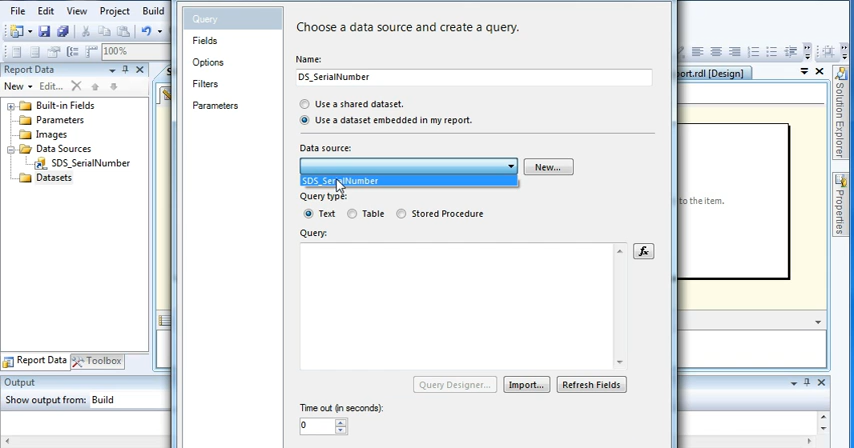 File Edit View Project Build
100%
Report Data
New Edit...
Built-in Fields
Parameters
Images
Data Sources
SDS_SerialNumber
Datasets
Report Data Toolbox
Output
Show output from: Build
Query
Fields
Options
Filters
Parameters
Choose a data source and create a query.
Name:
DS_SerialNumber
Use a shared dataset.
Use a dataset embedded in my report.
Data source:
New...
SDS_SerialNumber
Query type:
Text Table Stored Procedure
Query:
fx
Query Designer... Import... Refresh Fields
Time out (in seconds):
0
ort.rdl [Design]
to the item.
Solution Explorer
Properties